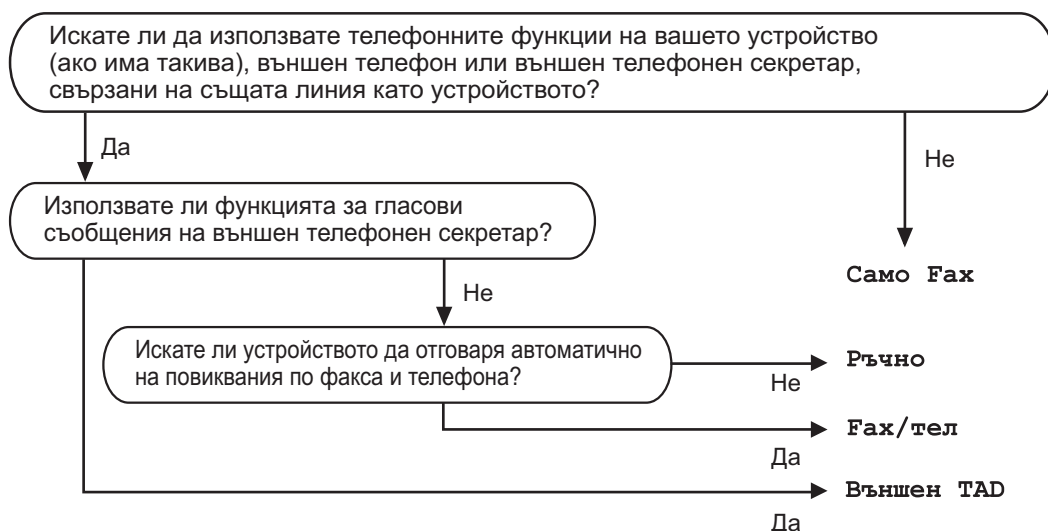 Искате ли да използвате телефонните функции на вашето устройство
(ако има такива), външен телефон или външен телефонен секретар,
свързани на същата линия като устройството?
Да
Не
Използвате ли функцията за гласови
съобщения на външен телефонен секретар?
Само Fax
Не
Искате ли устройството да отговаря автоматично
на повиквания по факса и телефона?
Ръчно
Не
Fax/тел
Да
Външен TAD
Да